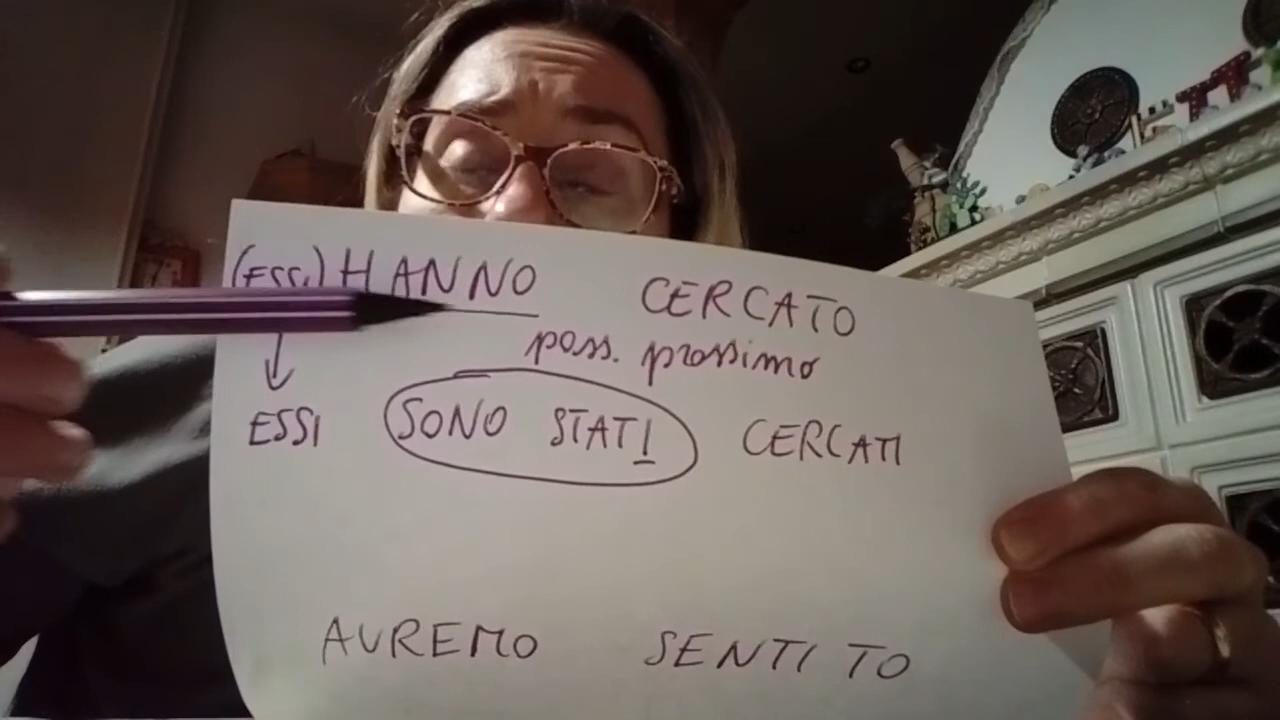 (ESSI) HANNO CERCATO
pass. prossimo
ESSI SONO STATI CERCATI
AVREMO SENTITO